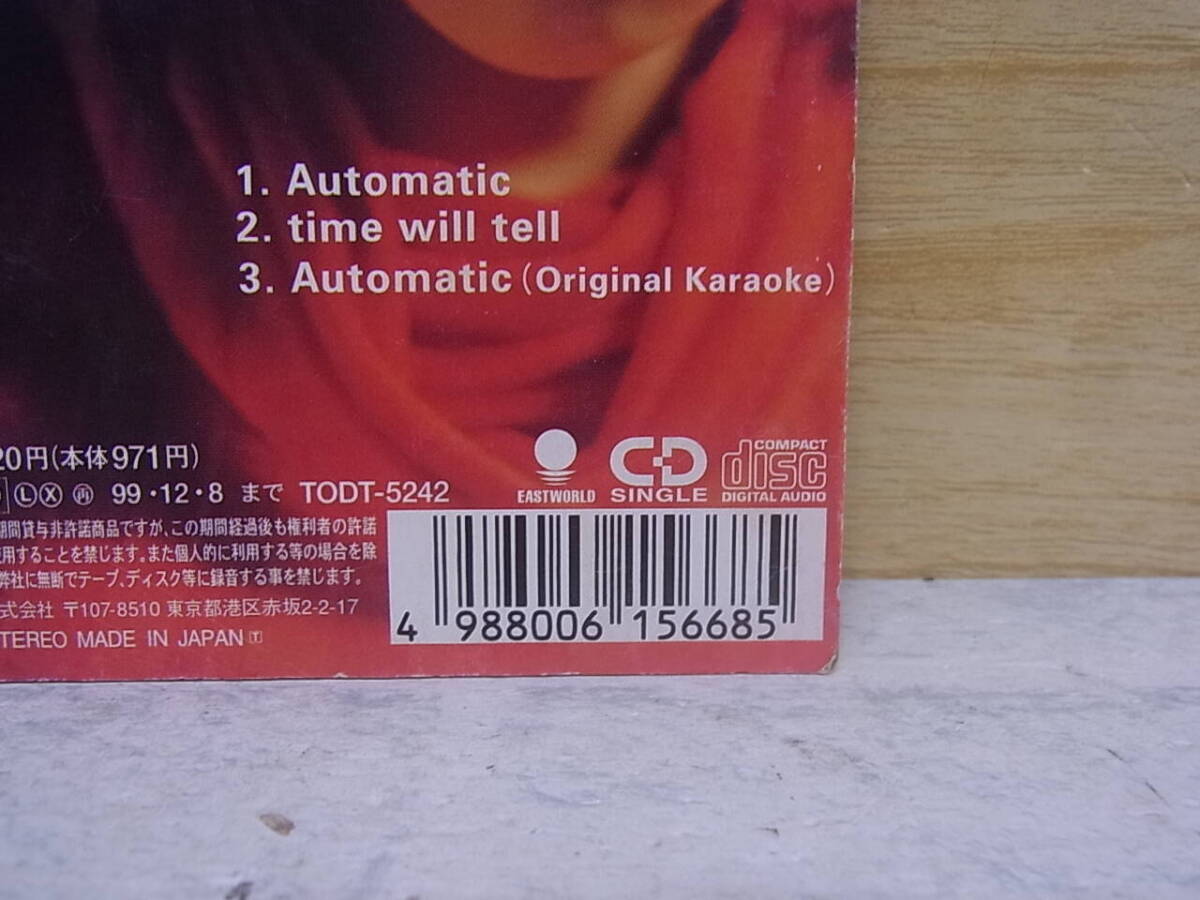 1. Automatic
2. time will tell
3. Automatic (Original Karaoke)
20円(本体971円)
ⓁⓍ ㊢ 99・12・8 まで TODT-5242
期間貸与非許諾商品ですが、この期間経過後も権利者の許諾
使用することを禁じます。また個人的に利用する等の場合を除
弊社に無断でテープ、ディスク等に録音する事を禁じます。
式会社 〒107-8510 東京都港区赤坂2-2-17
TEREO MADE IN JAPAN T
EASTWORLD
CD SINGLE
COMPACT disc DIGITAL AUDIO
4 988006 156685